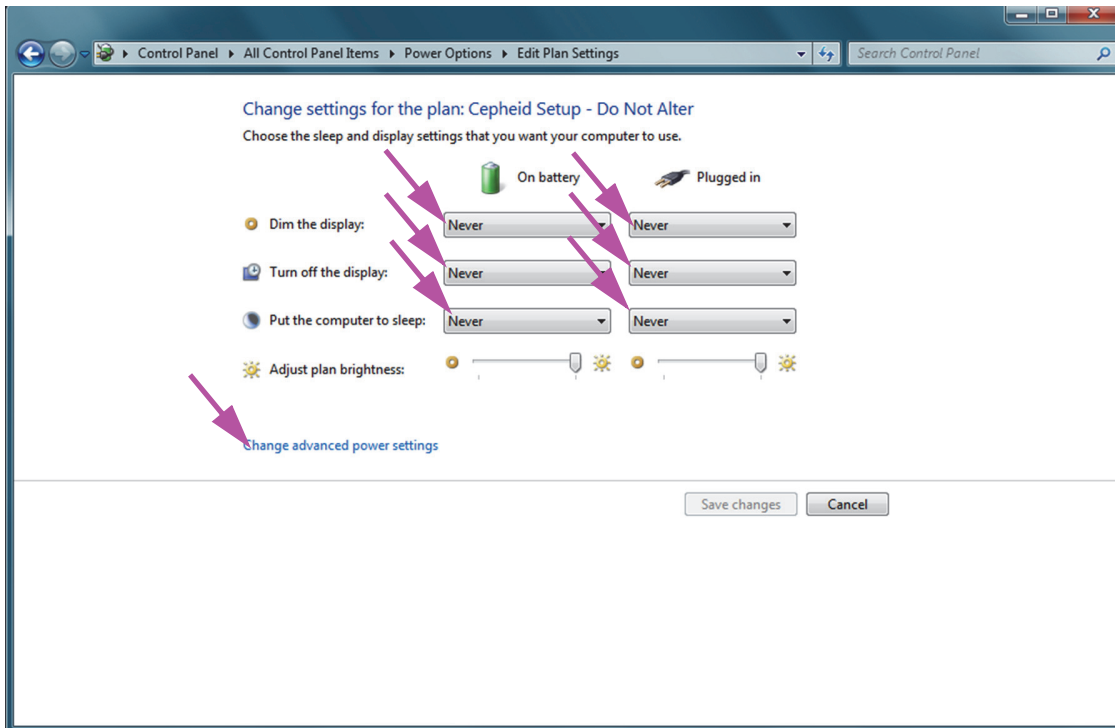 Control Panel All Control Panel Items Power Options Edit Plan Settings Search Control Panel
Change settings for the plan: Cepheid Setup - Do Not Alter
Choose the sleep and display settings that you want your computer to use.
On battery Plugged in
Dim the display: Never Never
Turn off the display: Never Never
Put the computer to sleep: Never Never
Adjust plan brightness:
Change advanced power settings
Save changes Cancel